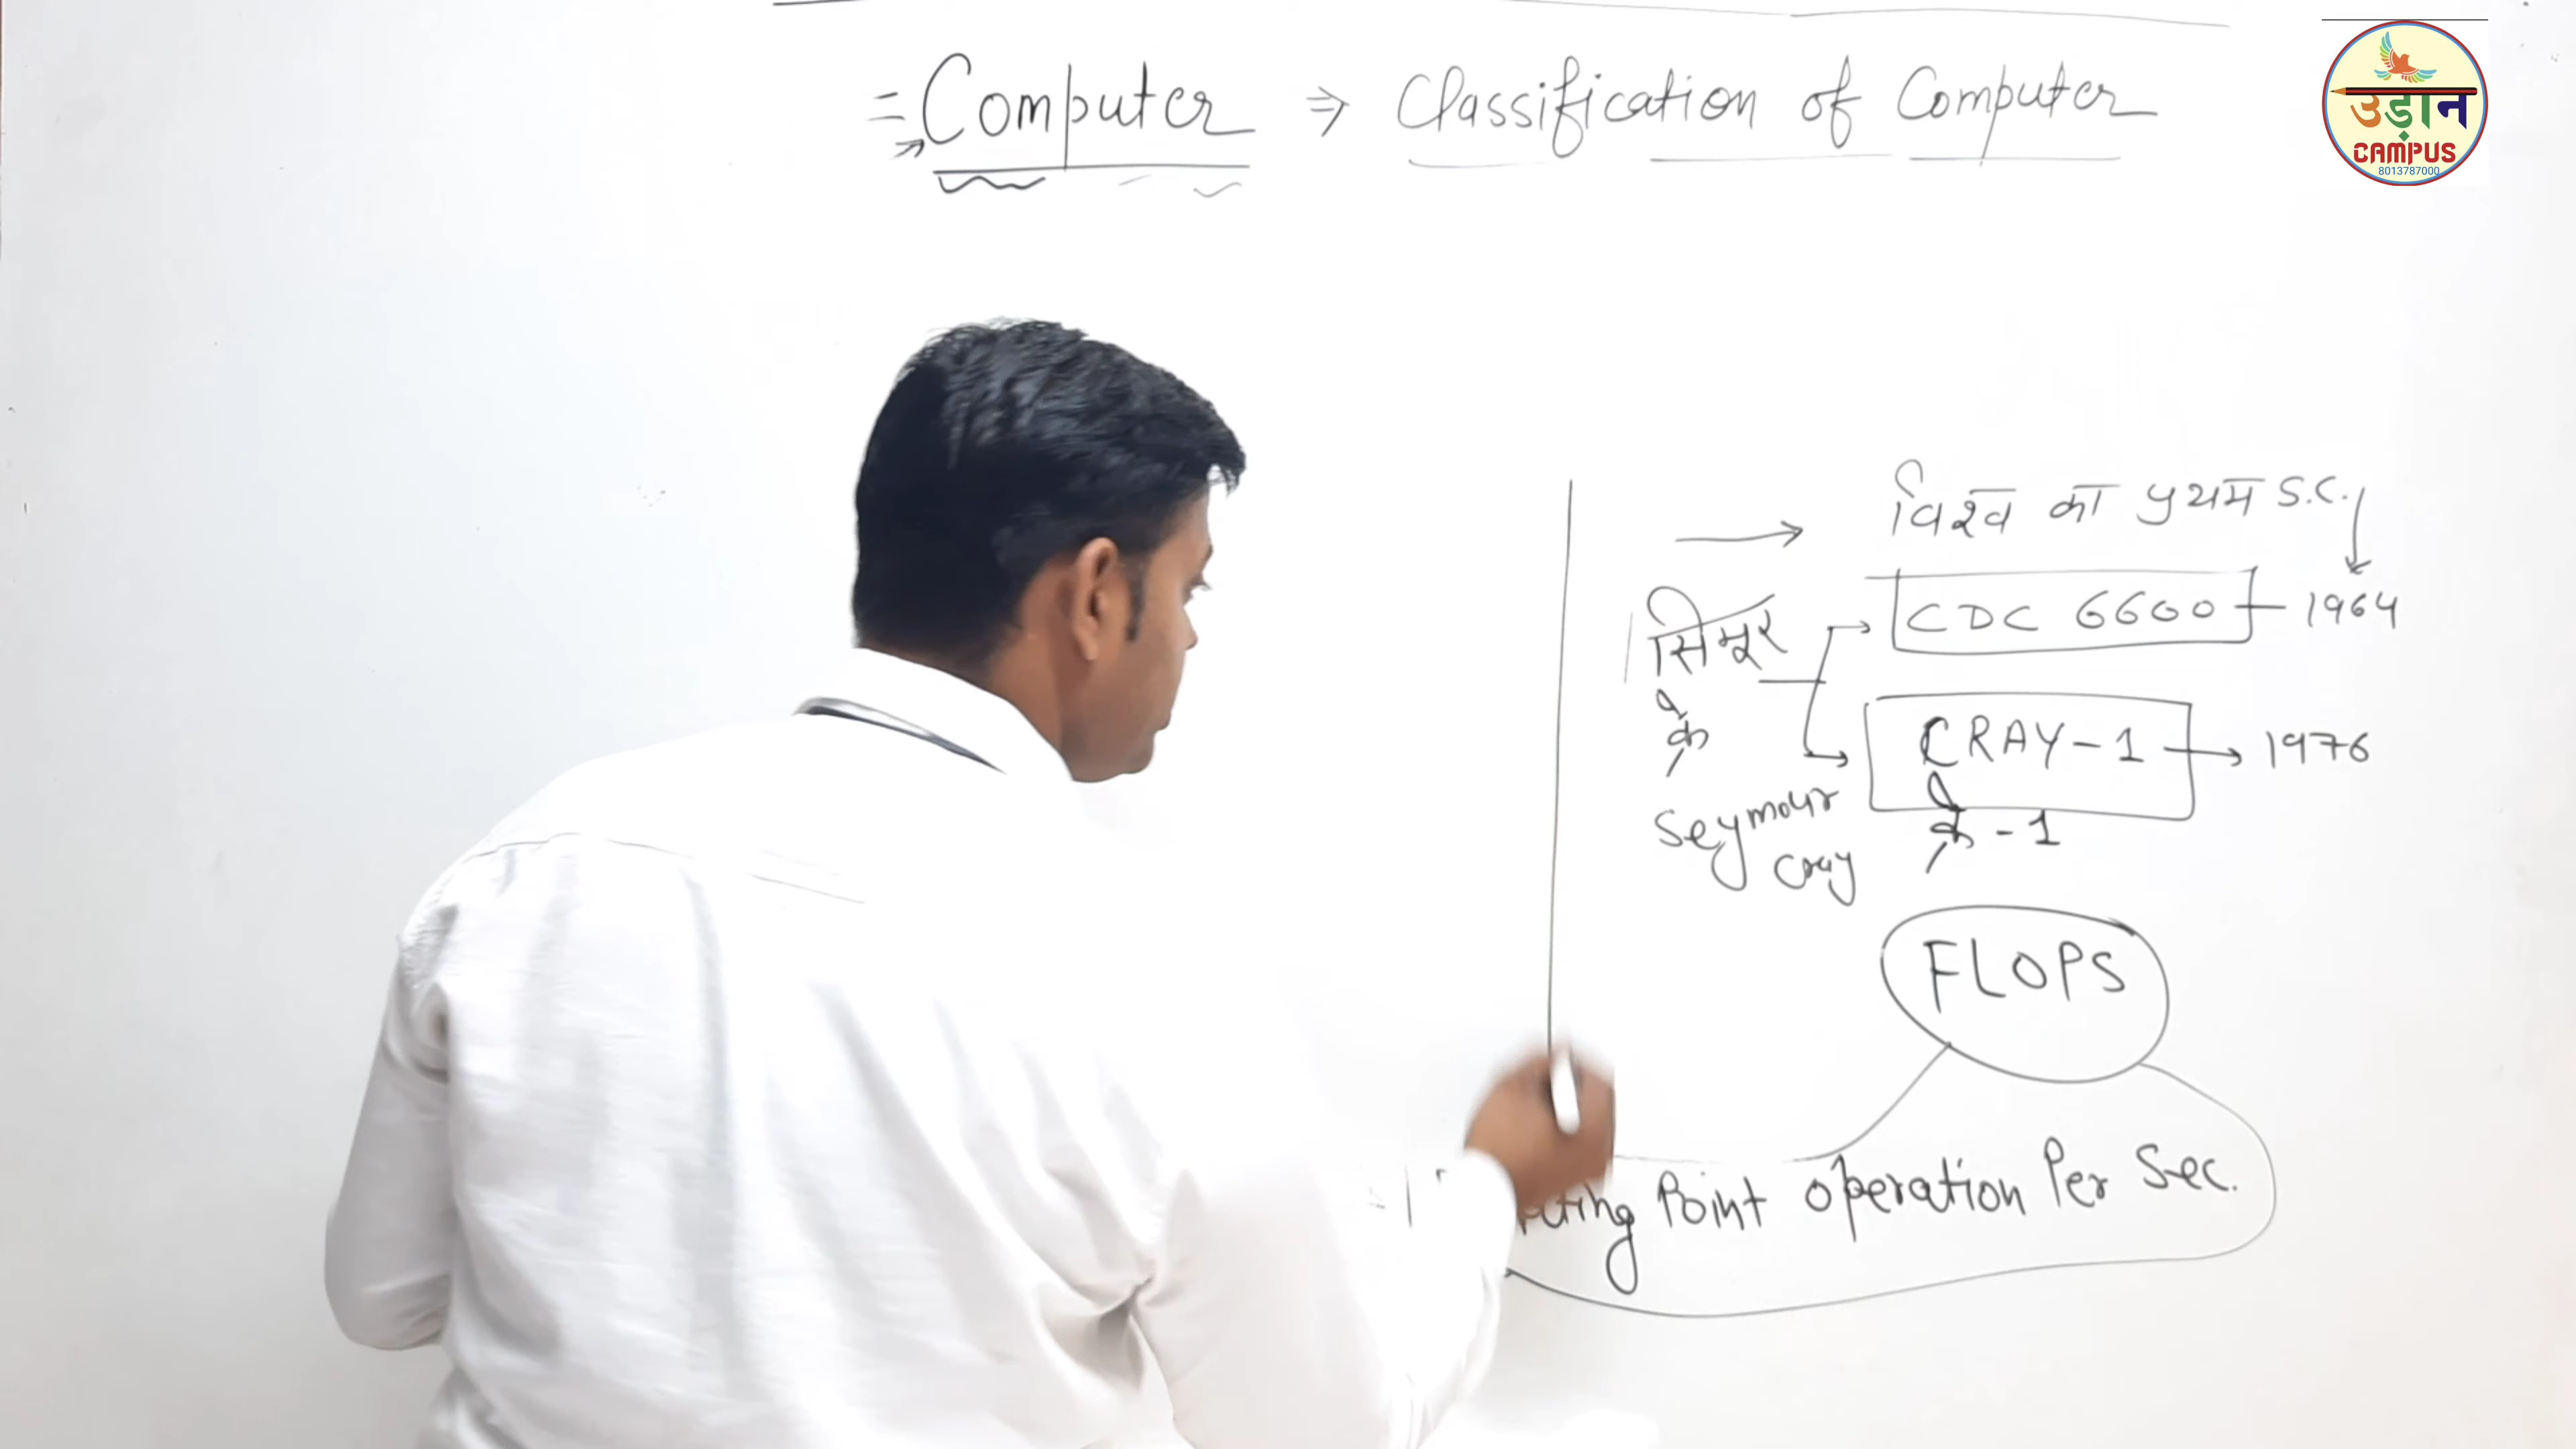 = Computer ⇒ Classification of Computer
उड़ान
CAMPUS
8013787000
→ विश्व का प्रथम S.C.
CDC 6600 — 1964
सिमूर
क्रे
CRAY-1 → 1976
Seymour
Cray
क्रे - 1
FLOPS
Point operation Per Sec.